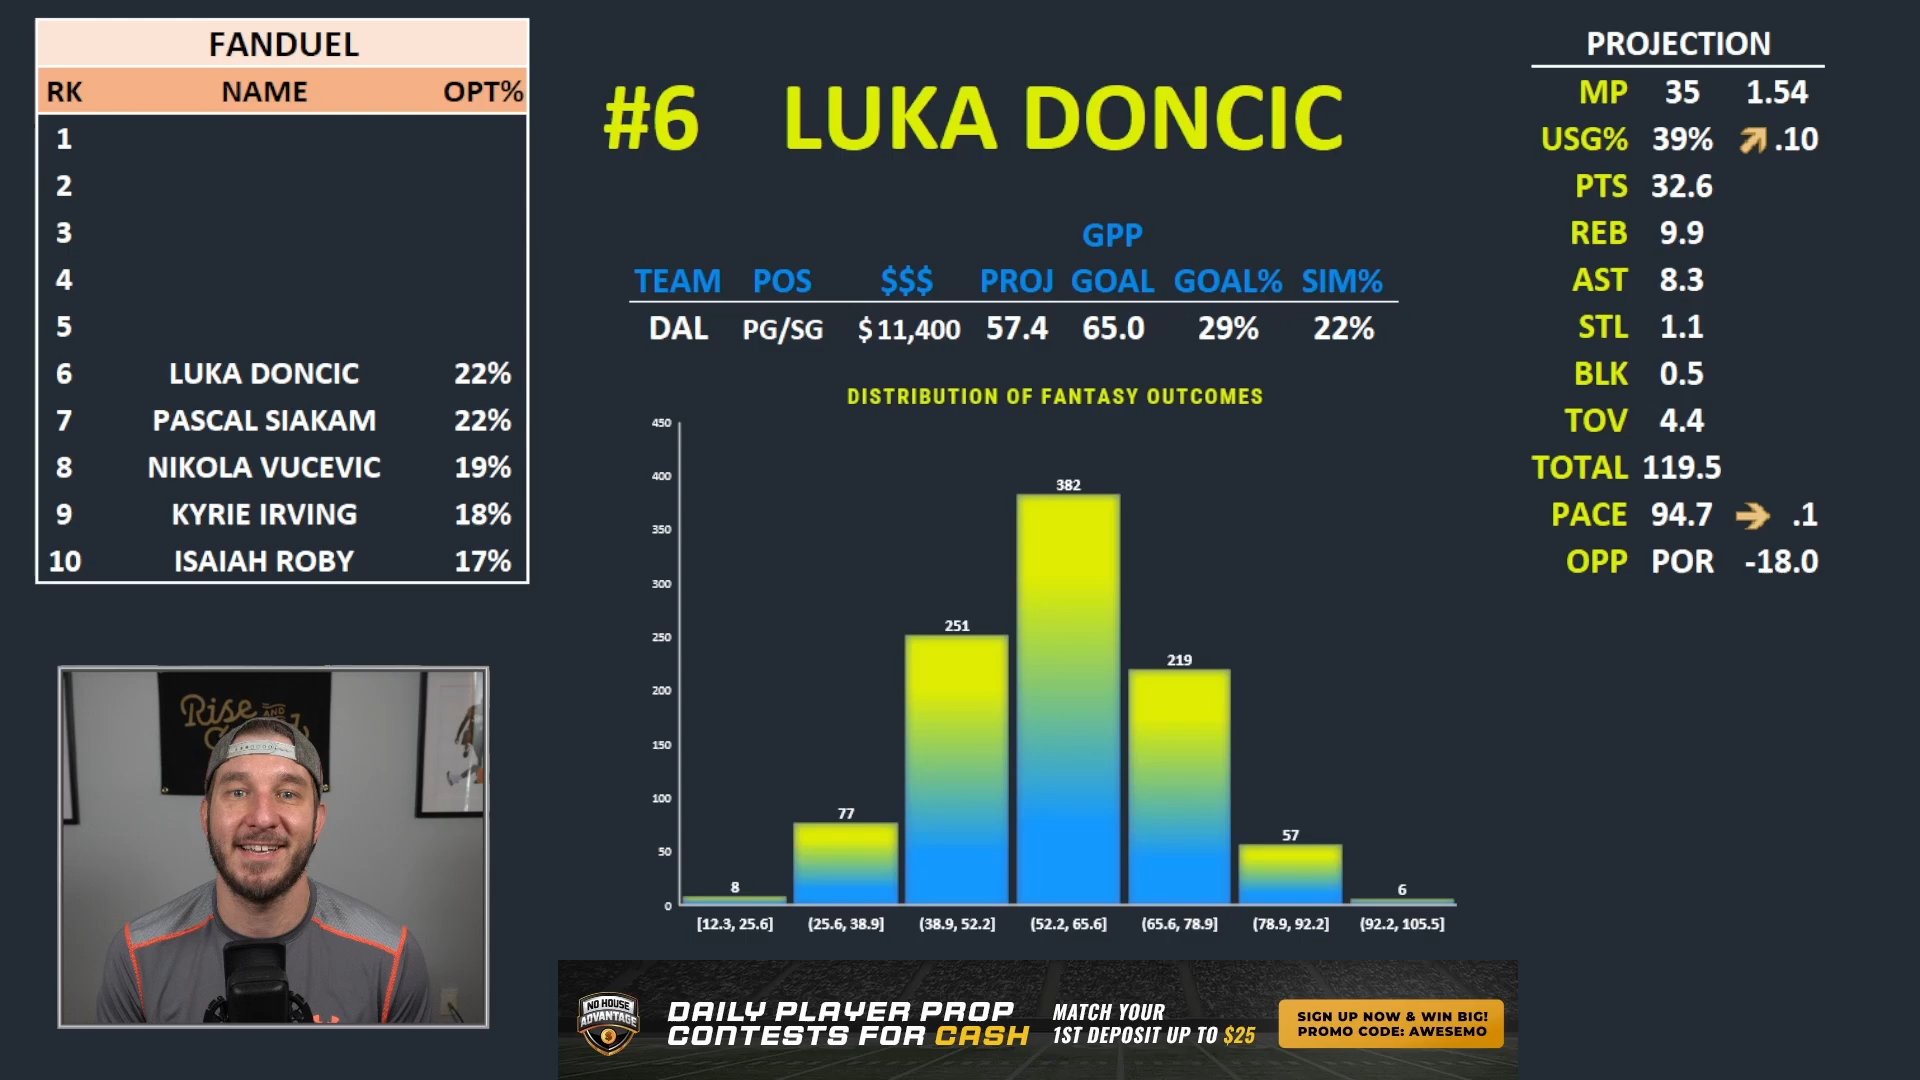 FANDUEL
RK NAME OPT%
1
2
3
4
5
6 LUKA DONCIC 22%
7 PASCAL SIAKAM 22%
8 NIKOLA VUCEVIC 19%
9 KYRIE IRVING 18%
10 ISAIAH ROBY 17%
#6 LUKA DONCIC
GPP
TEAM POS $$$ PROJ GOAL GOAL% SIM%
DAL PG/SG $11,400 57.4 65.0 29% 22%
DISTRIBUTION OF FANTASY OUTCOMES
450
400
350
300
250
200
150
100
50
0
8 77 251 382 219 57 6
[12.3, 25.6] (25.6, 38.9] (38.9, 52.2] (52.2, 65.6] (65.6, 78.9] (78.9, 92.2] (92.2, 105.5]
PROJECTION
MP 35 1.54
USG% 39% .10
PTS 32.6
REB 9.9
AST 8.3
STL 1.1
BLK 0.5
TOV 4.4
TOTAL 119.5
PACE 94.7 .1
OPP POR -18.0
Rise AND
NO HOUSE
ADVANTAGE
DAILY PLAYER PROP
CONTESTS FOR CASH
MATCH YOUR
1ST DEPOSIT UP TO $25
SIGN UP NOW & WIN BIG!
PROMO CODE: AWESEMO